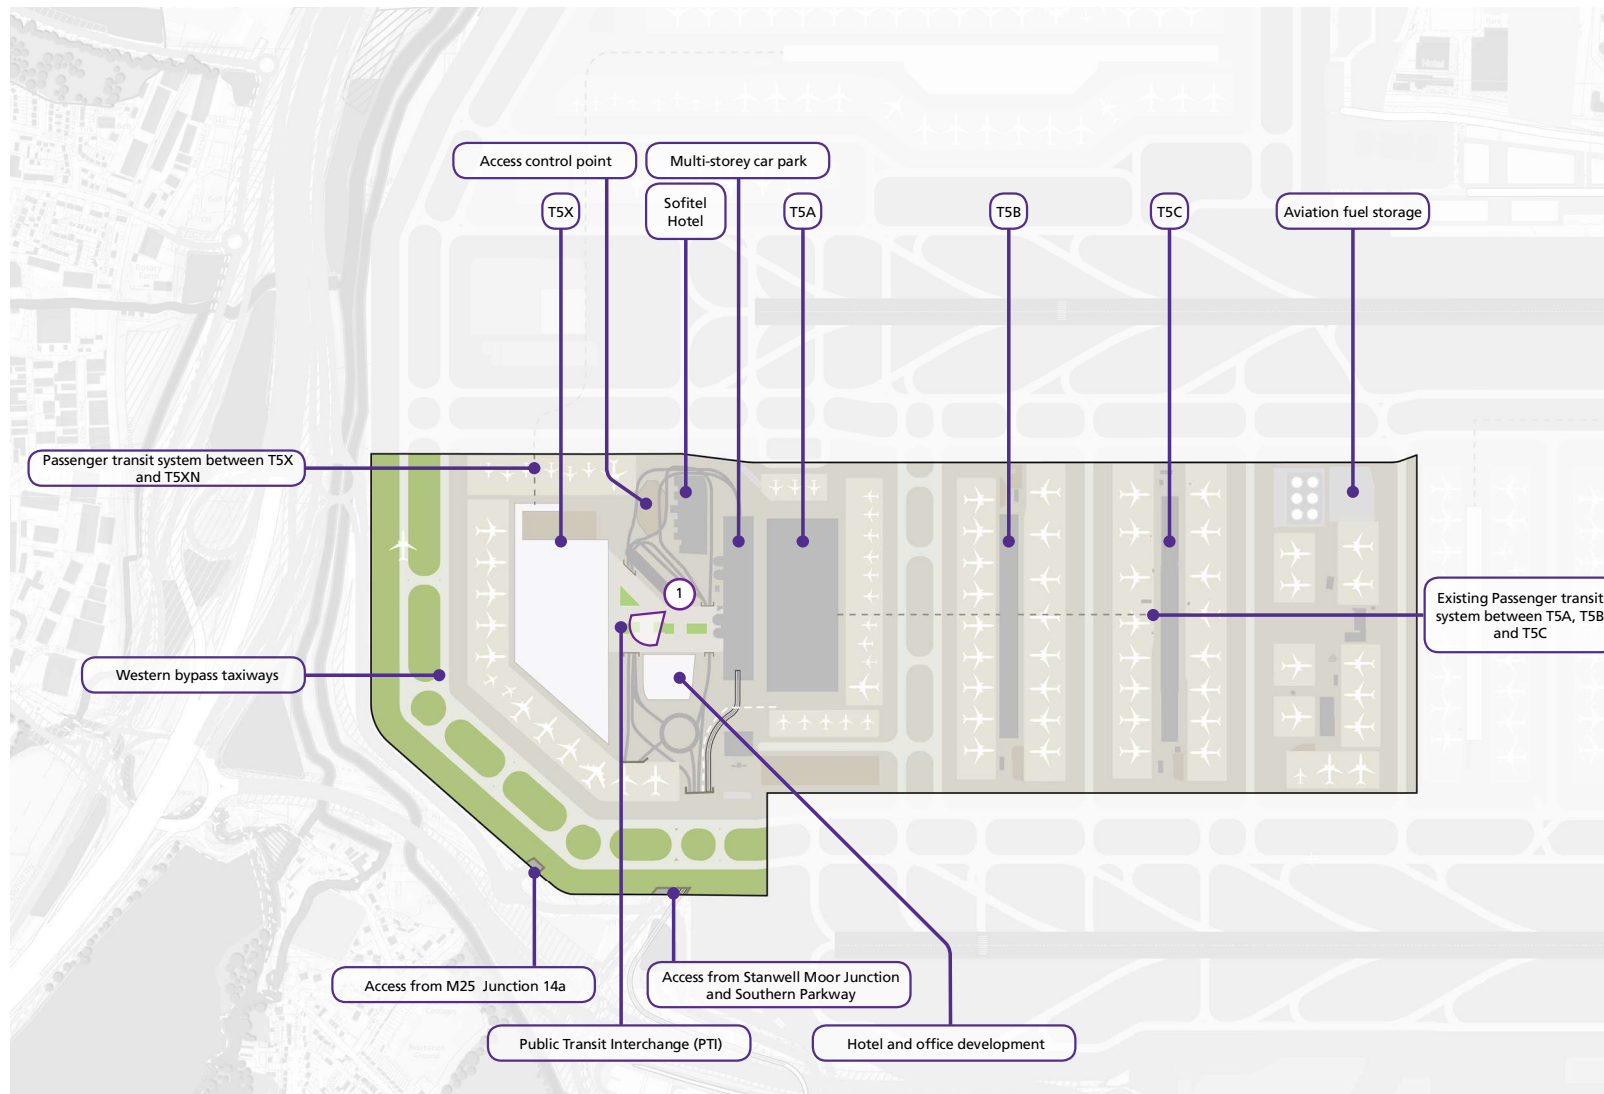 Hotel
Access control point
Multi-storey car park
T5X
Sofitel
Hotel
T5A
T5B
T5C
Aviation fuel storage
Passenger transit system between T5X
and T5XN
1
Existing Passenger transit
system between T5A, T5B
and T5C
Western bypass taxiways
Access from M25  Junction 14a
Access from Stanwell Moor Junction
and Southern Parkway
Public Transit Interchange (PTI)
Hotel and office development